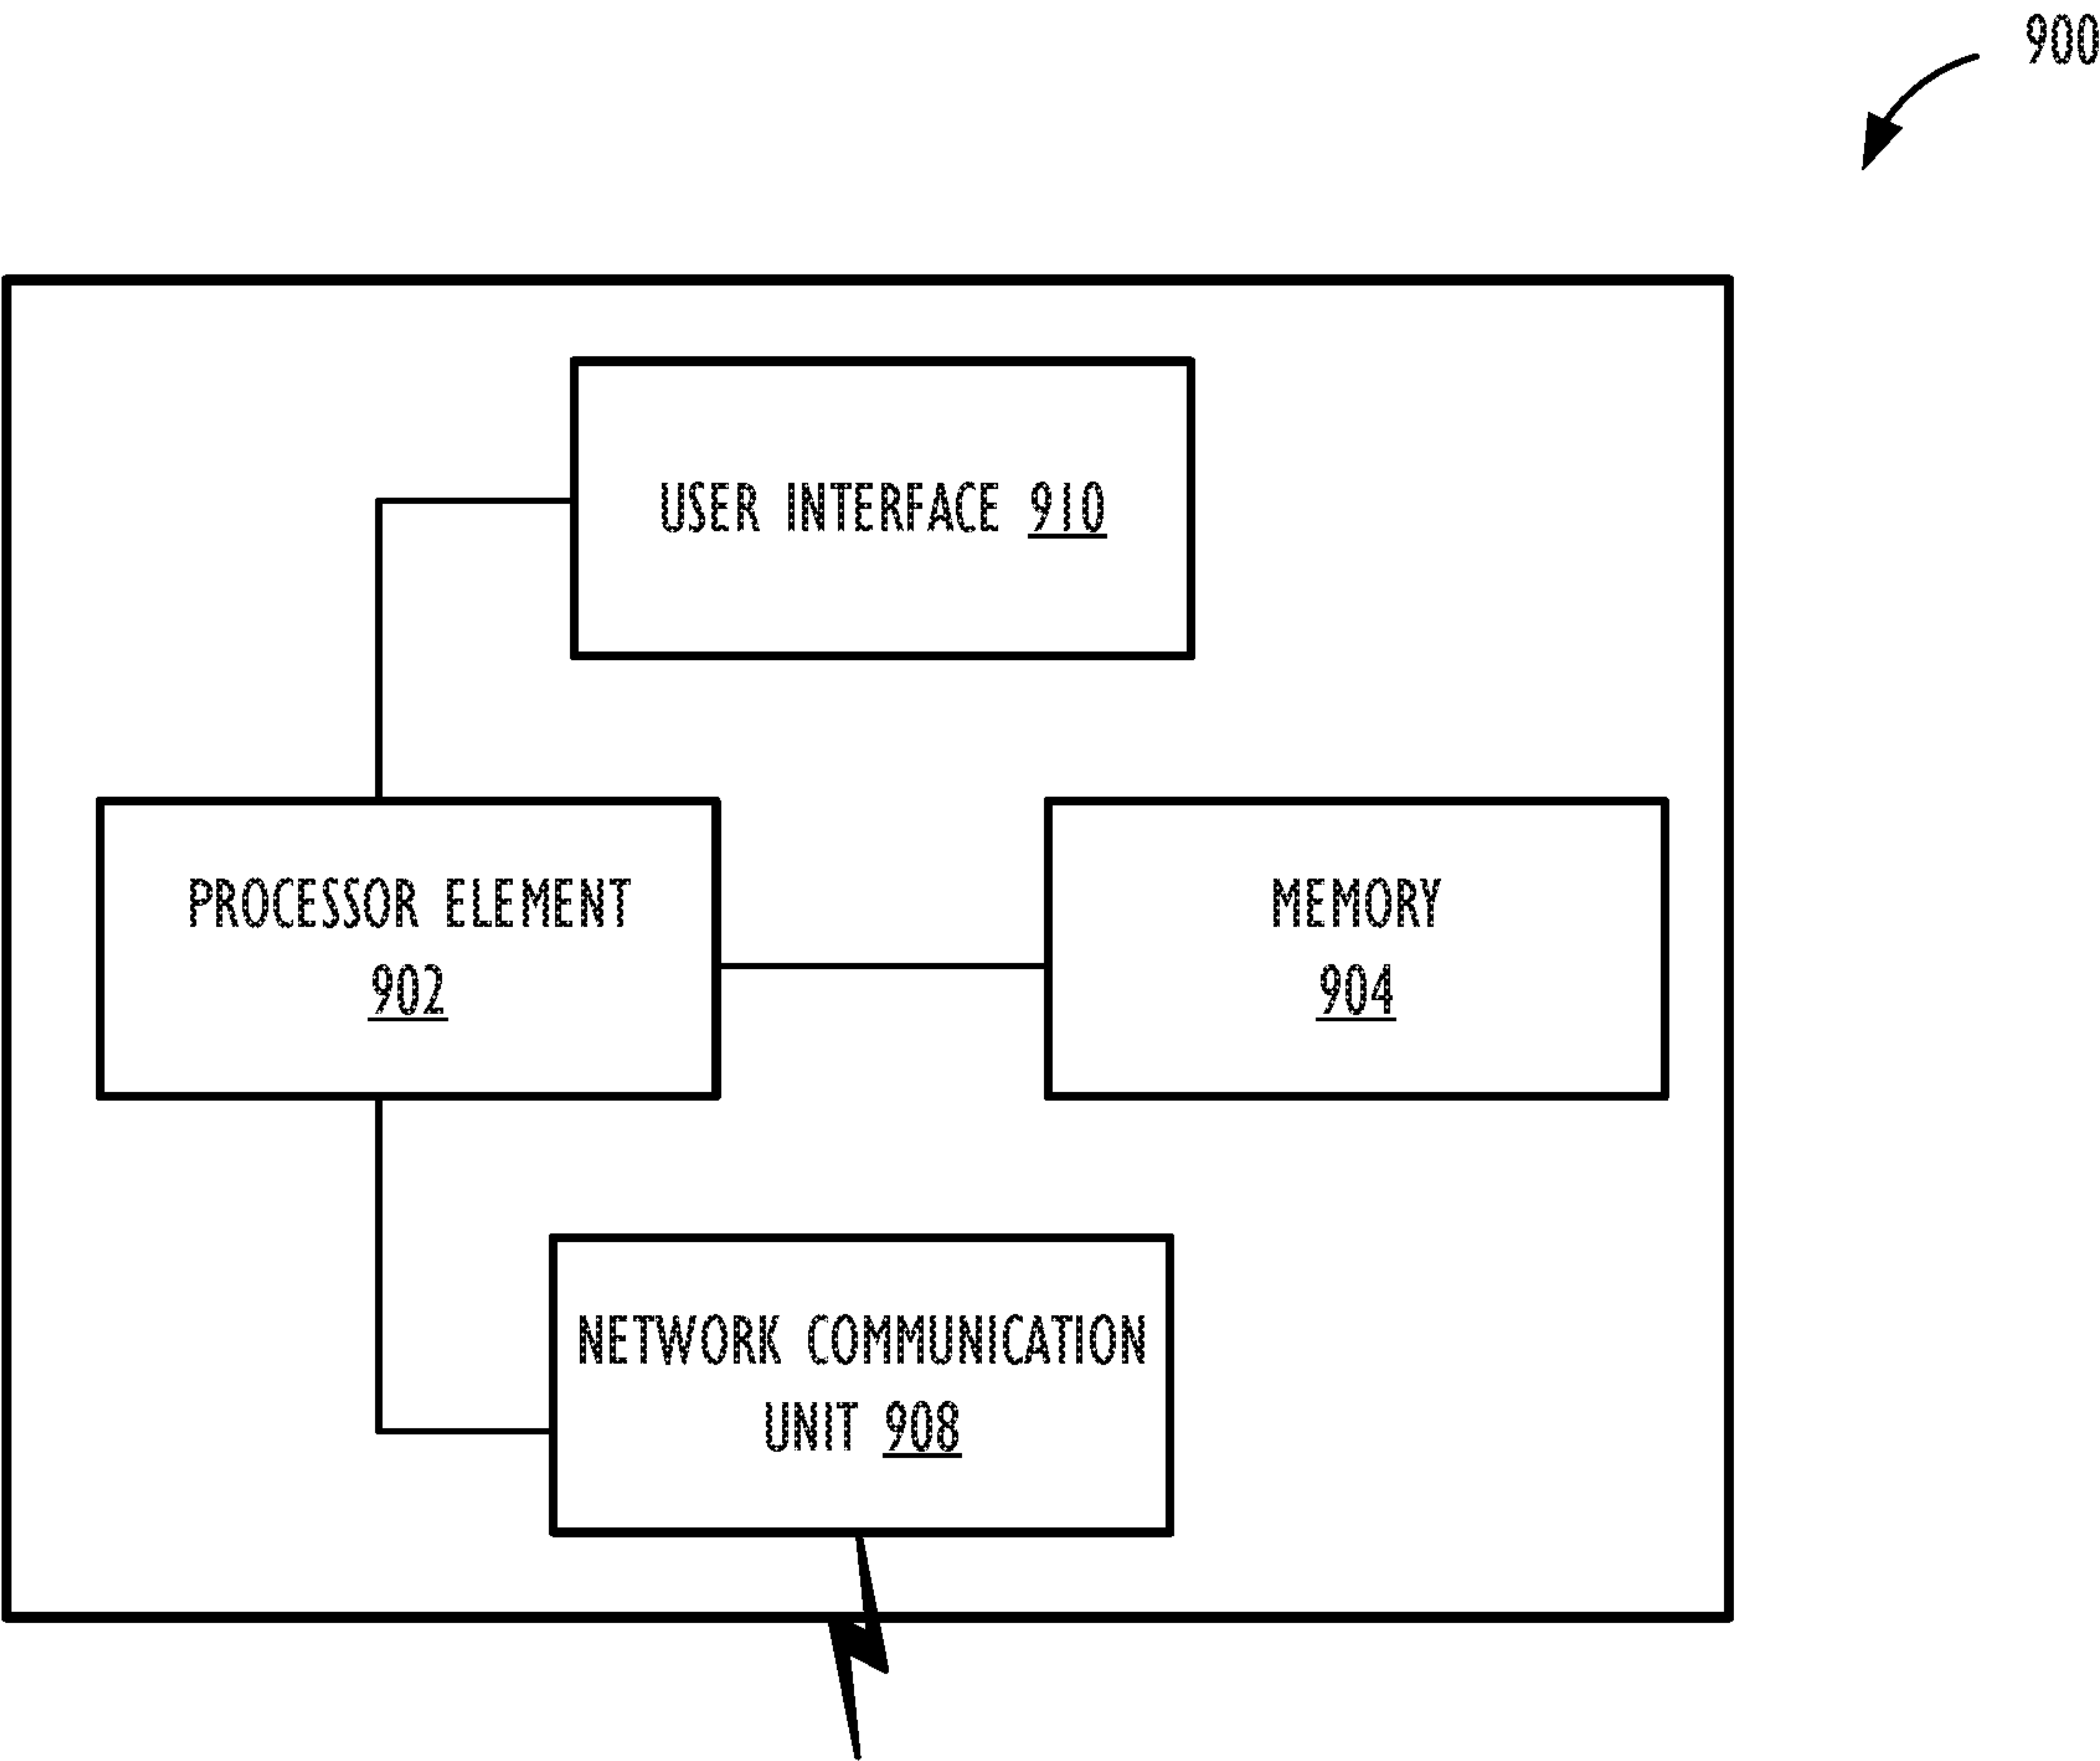 900
USER INTERFACE 910
PROCESSOR ELEMENT
902
MEMORY
904
NETWORK COMMUNICATION
UNIT 908